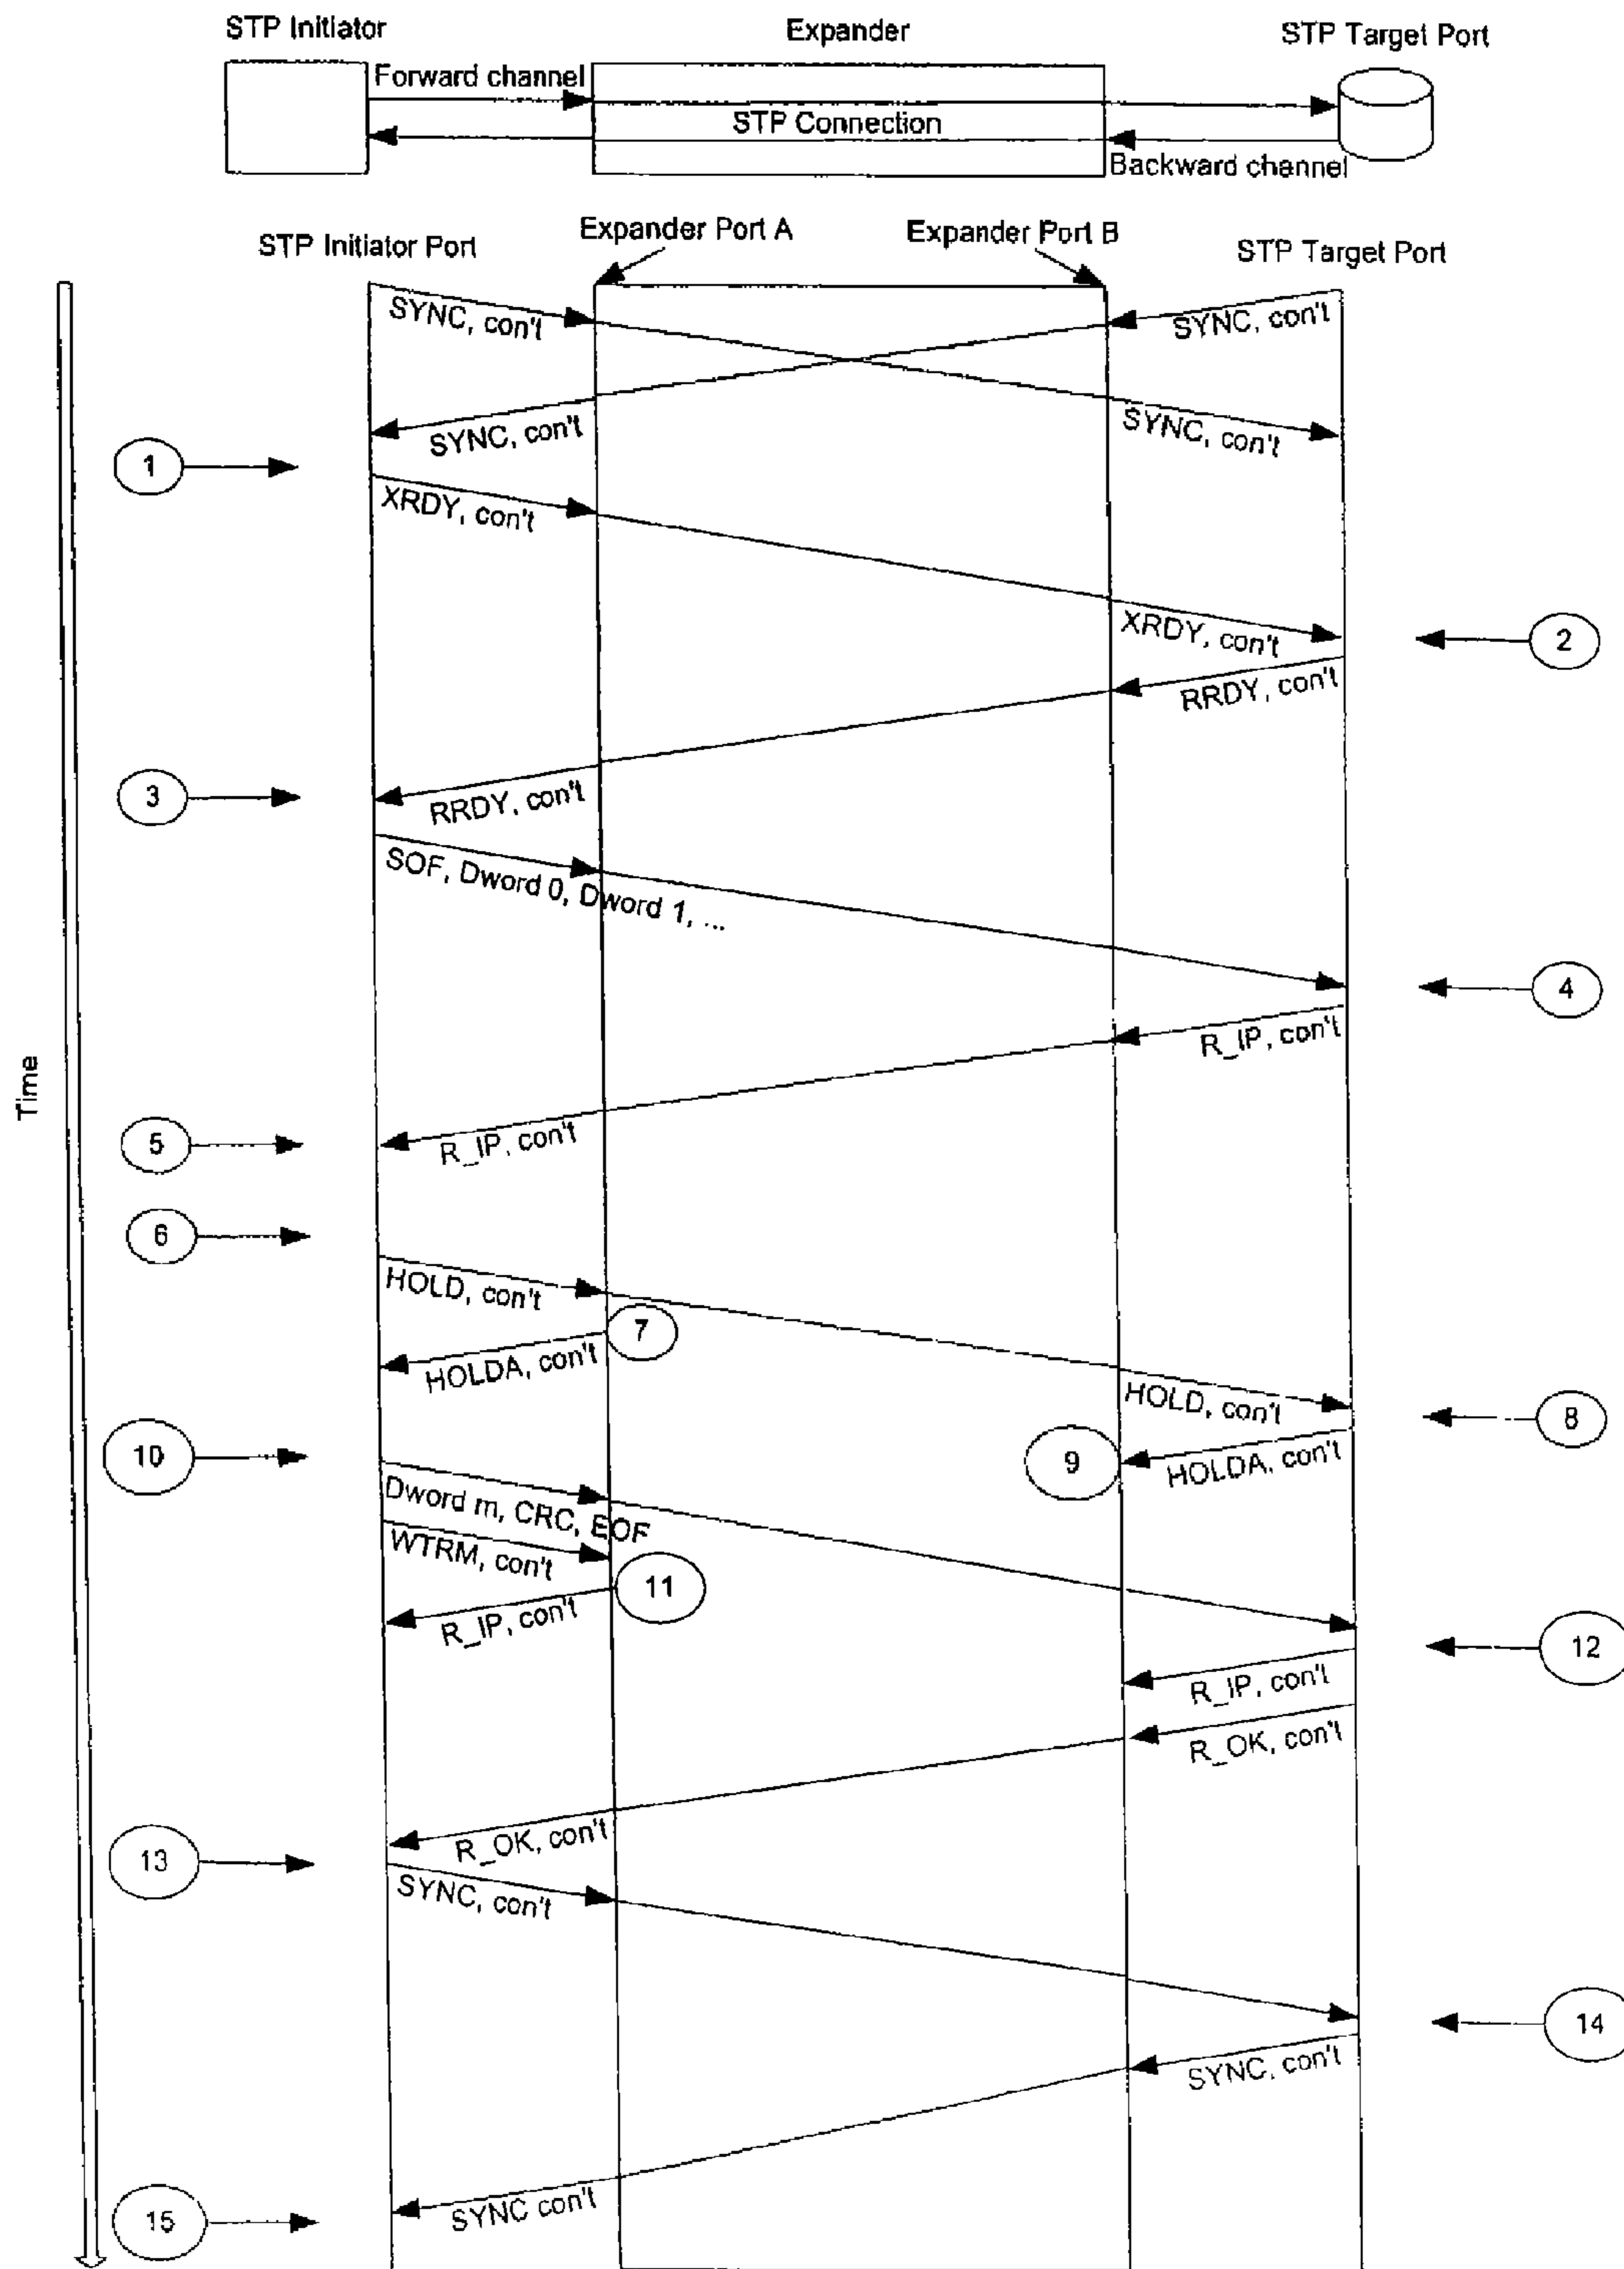 STP Initiator
Expander
STP Target Port
Forward channel
STP Connection
Backward channel
STP Initiator Port
Expander Port A
Expander Port B
STP Target Port
Time
SYNC, con't
SYNC, con't
SYNC, con't
SYNC, con't
1
XRDY, con't
XRDY, con't
2
RRDY, con't
3
RRDY, con't
SOF, Dword 0, Dword 1, ...
4
R_IP, con't
5
R_IP, con't
6
HOLD, con't
7
HOLDA, con't
HOLD, con't
8
10
9
HOLDA, con't
Dword m, CRC, EOF
WTRM, con't
11
R_IP, con't
12
R_IP, con't
R_OK, con't
R_OK, con't
13
SYNC, con't
14
SYNC, con't
SYNC con't
15